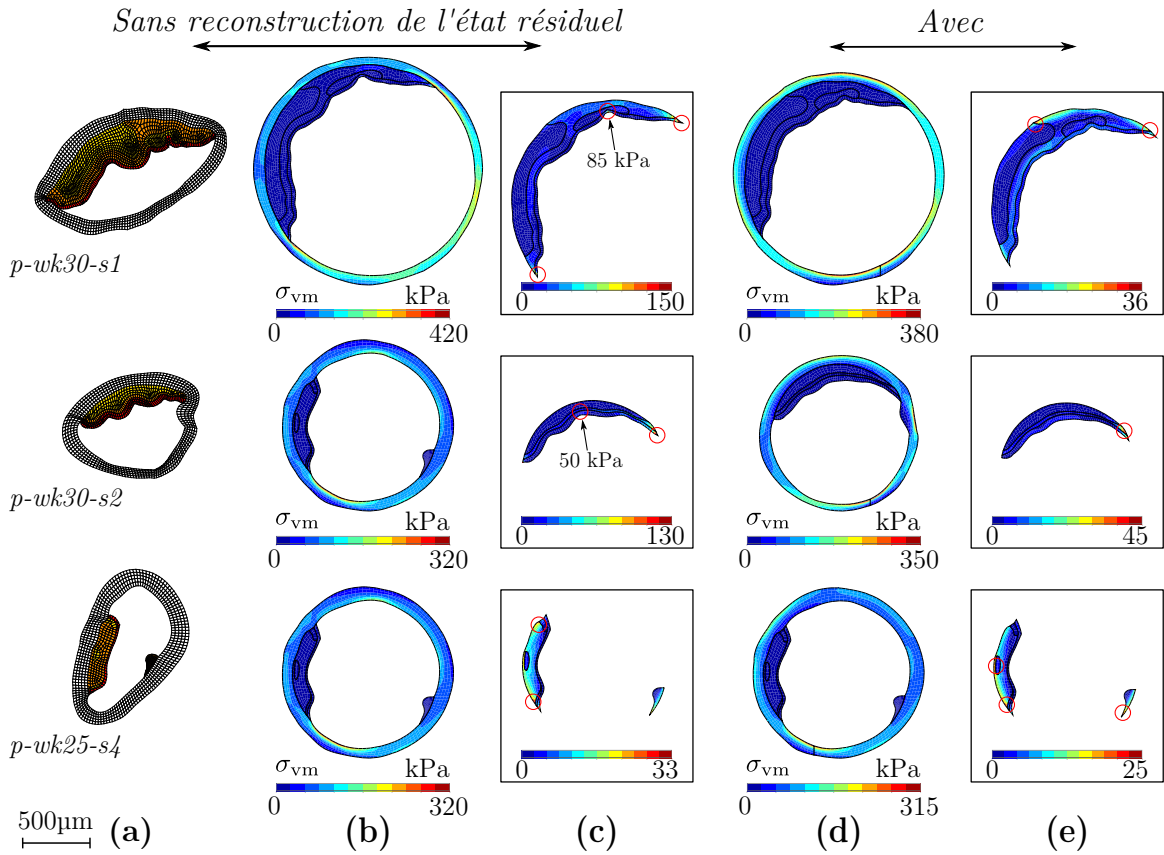 Sans reconstruction de l'état résiduel
Avec
p-wk30-s1
85 kPa
σvm kPa
0 420
0 150
σvm kPa
0 380
0 36
p-wk30-s2
50 kPa
σvm kPa
0 320
0 130
σvm kPa
0 350
0 45
p-wk25-s4
σvm kPa
0 320
0 33
σvm kPa
0 315
0 25
500µm
(a) (b) (c) (d) (e)